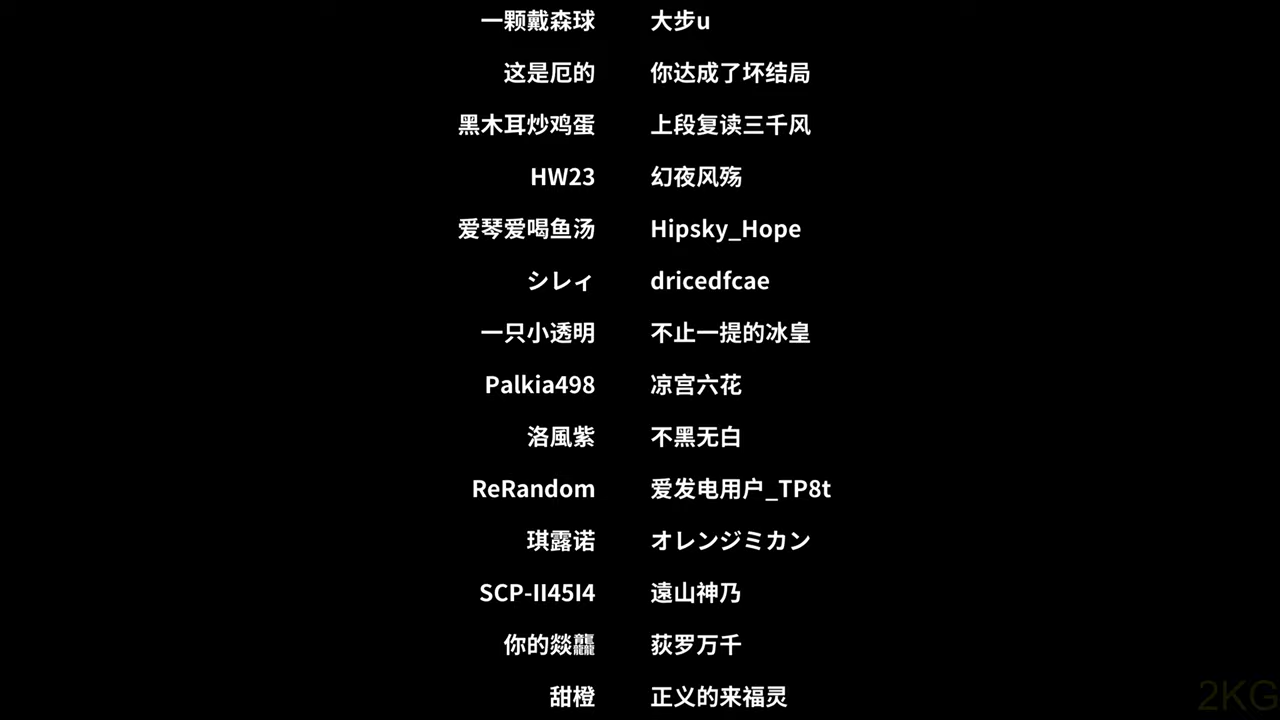 一颗戴森球 大步u
这是厄的 你达成了坏结局
黑木耳炒鸡蛋 上段复读三千风
HW23 幻夜风殇
爱琴爱喝鱼汤 Hipsky_Hope
シレィ dricedfcae
一只小透明 不止一提的冰皇
Palkia498 凉宫六花
洛風紫 不黑无白
ReRandom 爱发电用户_TP8t
琪露诺 オレンジミカン
SCP-II45I4 遠山神乃
你的燚龘 荻罗万千
甜橙 正义的来福灵
2KG